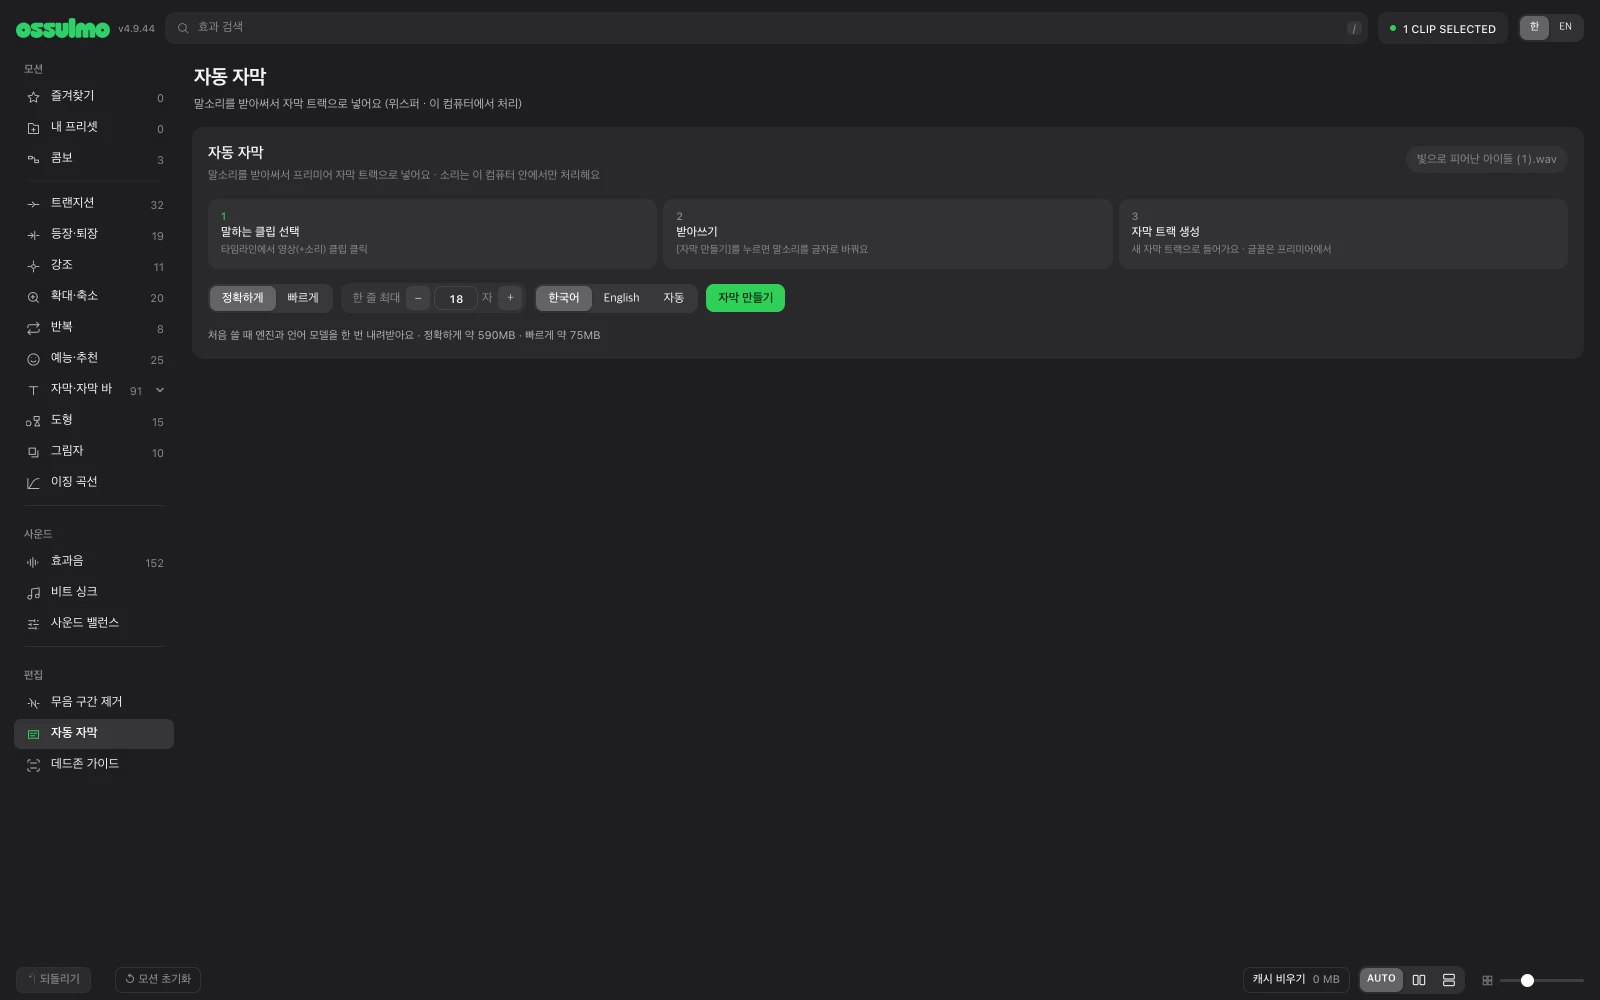 ossulmo v4.9.44
효과 검색 /
1 CLIP SELECTED
한 EN
모션
즐겨찾기 0
내 프리셋 0
콤보 3
트랜지션 32
등장·퇴장 19
강조 11
확대·축소 20
반복 8
예능·추천 25
자막·자막 바 91
도형 15
그림자 10
이징 곡선
사운드
효과음 152
비트 싱크
사운드 밸런스
편집
무음 구간 제거
자동 자막
데드존 가이드
자동 자막
말소리를 받아써서 자막 트랙으로 넣어요 (위스퍼 · 이 컴퓨터에서 처리)
자동 자막
말소리를 받아써서 프리미어 자막 트랙으로 넣어요 · 소리는 이 컴퓨터 안에서만 처리해요
빛으로 피어난 아이들 (1).wav
1
말하는 클립 선택
타임라인에서 영상(+소리) 클립 클릭
2
받아쓰기
[자막 만들기]를 누르면 말소리를 글자로 바꿔요
3
자막 트랙 생성
새 자막 트랙으로 들어가요 · 글꼴은 프리미어에서
정확하게 빠르게 한 줄 최대 − 18 자 + 한국어 English 자동 자막 만들기
처음 쓸 때 엔진과 언어 모델을 한 번 내려받아요 · 정확하게 약 590MB · 빠르게 약 75MB
되돌리기 모션 초기화
캐시 비우기 0 MB AUTO